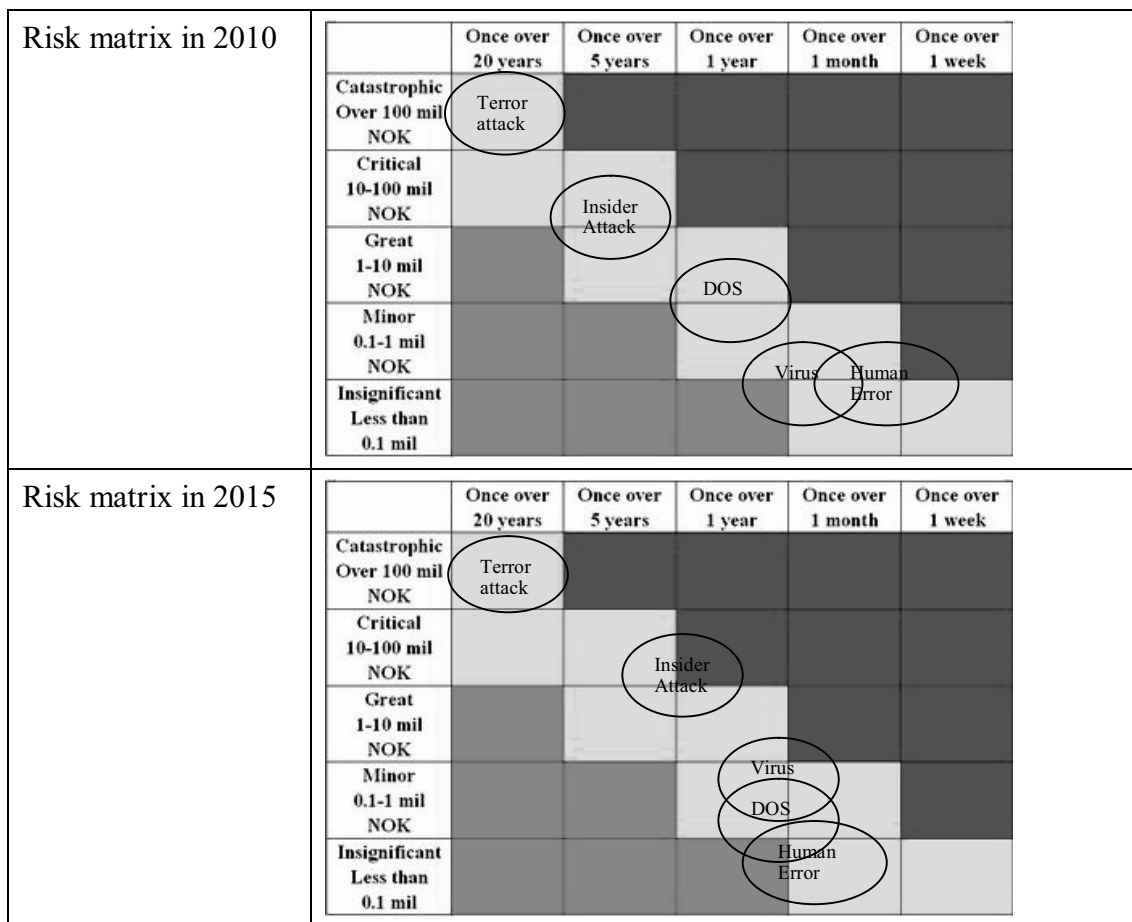 Risk matrix in 2010
Once over
20 years
Once over
5 years
Once over
1 year
Once over
1 month
Once over
1 week
Catastrophic
Over 100 mil
NOK
Terror
attack
Critical
10-100 mil
NOK
Insider
Attack
Great
1-10 mil
NOK
DOS
Minor
0.1-1 mil
NOK
Virus
Human
Error
Insignificant
Less than
0.1 mil
Risk matrix in 2015
Once over
20 years
Once over
5 years
Once over
1 year
Once over
1 month
Once over
1 week
Catastrophic
Over 100 mil
NOK
Terror
attack
Critical
10-100 mil
NOK
Insider
Attack
Great
1-10 mil
NOK
Virus
Minor
0.1-1 mil
NOK
DOS
Insignificant
Less than
0.1 mil
Human
Error